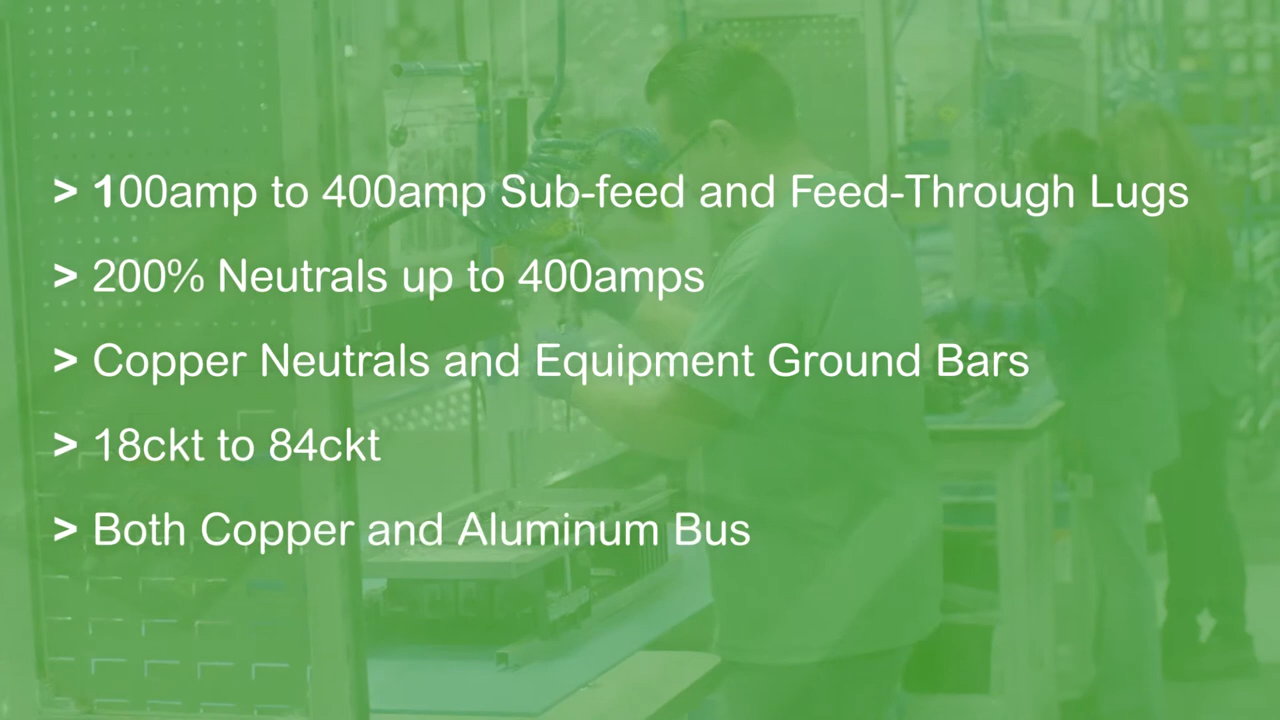 > 100amp to 400amp Sub-feed and Feed-Through Lugs
> 200% Neutrals up to 400amps
> Copper Neutrals and Equipment Ground Bars
> 18ckt to 84ckt
> Both Copper and Aluminum Bus